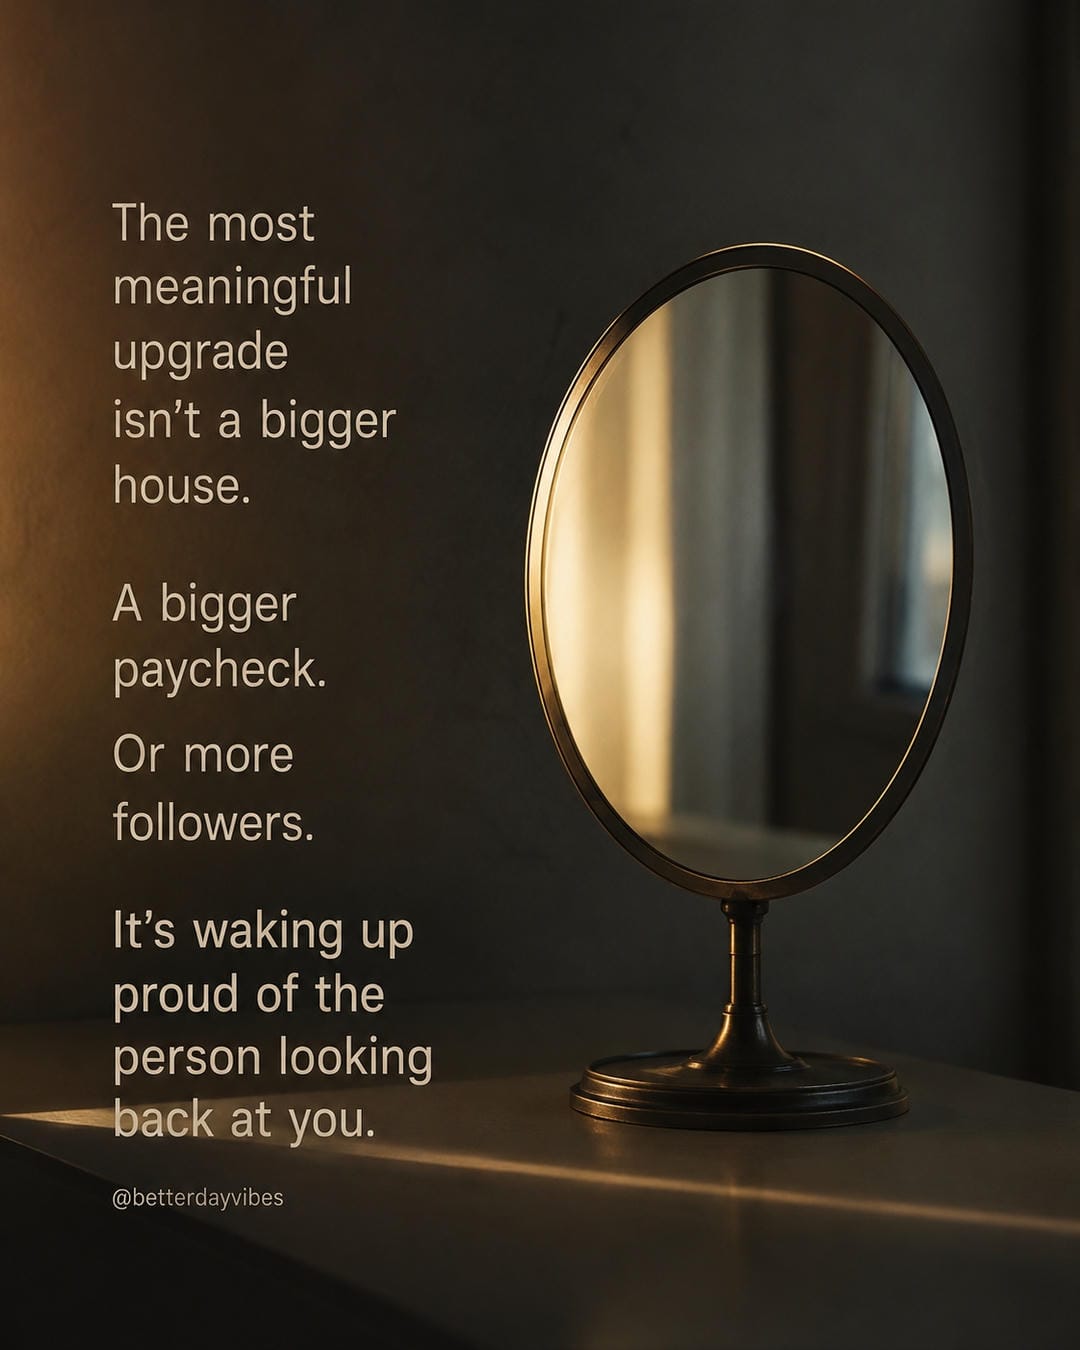 The most
meaningful
upgrade
isn’t a bigger
house.
A bigger
paycheck.
Or more
followers.
It’s waking up
proud of the
person looking
back at you.
@betterdayvibes